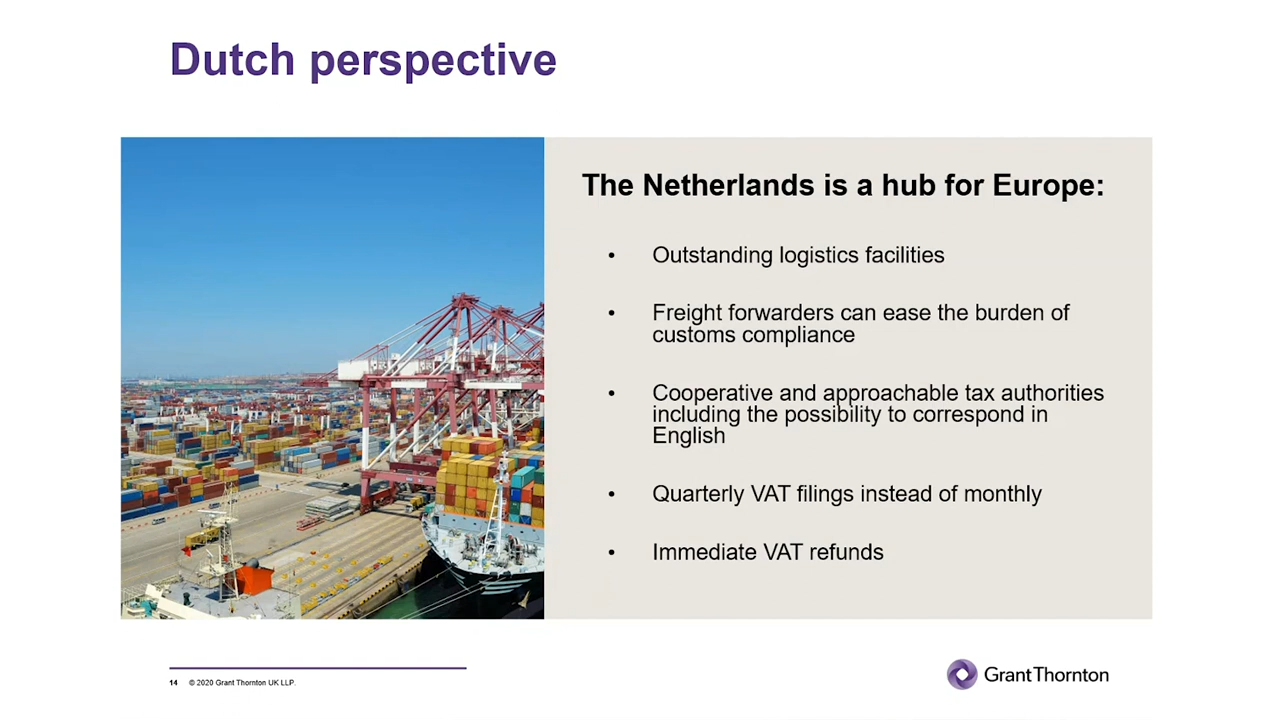 Dutch perspective
The Netherlands is a hub for Europe:
• Outstanding logistics facilities
• Freight forwarders can ease the burden of
customs compliance
• Cooperative and approachable tax authorities
including the possibility to correspond in
English
• Quarterly VAT filings instead of monthly
• Immediate VAT refunds
14 © 2020 Grant Thornton UK LLP.
GrantThornton